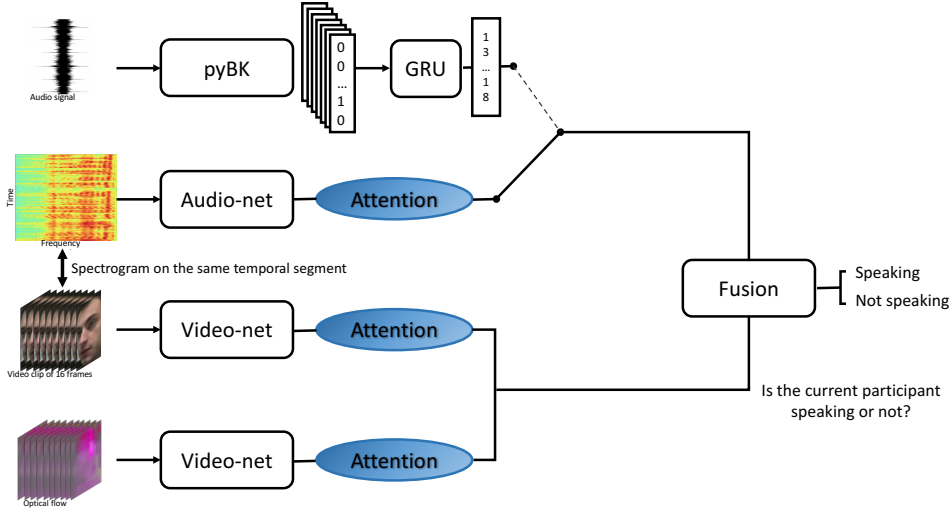 Audio signal
pyBK
0
0
...
1
0
GRU
1
3
...
1
8
Time
Frequency
Audio-net
Attention
Spectrogram on the same temporal segment
Video clip of 16 frames
Video-net
Attention
Fusion
Speaking
Not speaking
Is the current participant
speaking or not?
Optical flow
Video-net
Attention